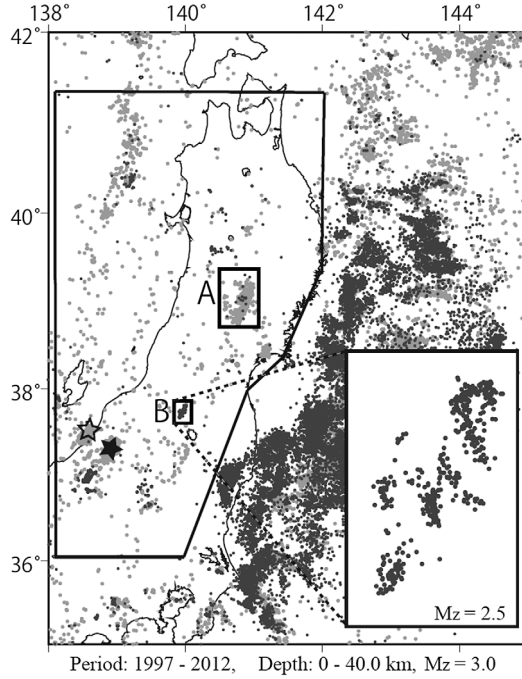 138 140 142 144
42°
40°
A
38°
B
36°
Mz = 2.5
Period: 1997 - 2012, Depth: 0 - 40.0 km, Mz = 3.0